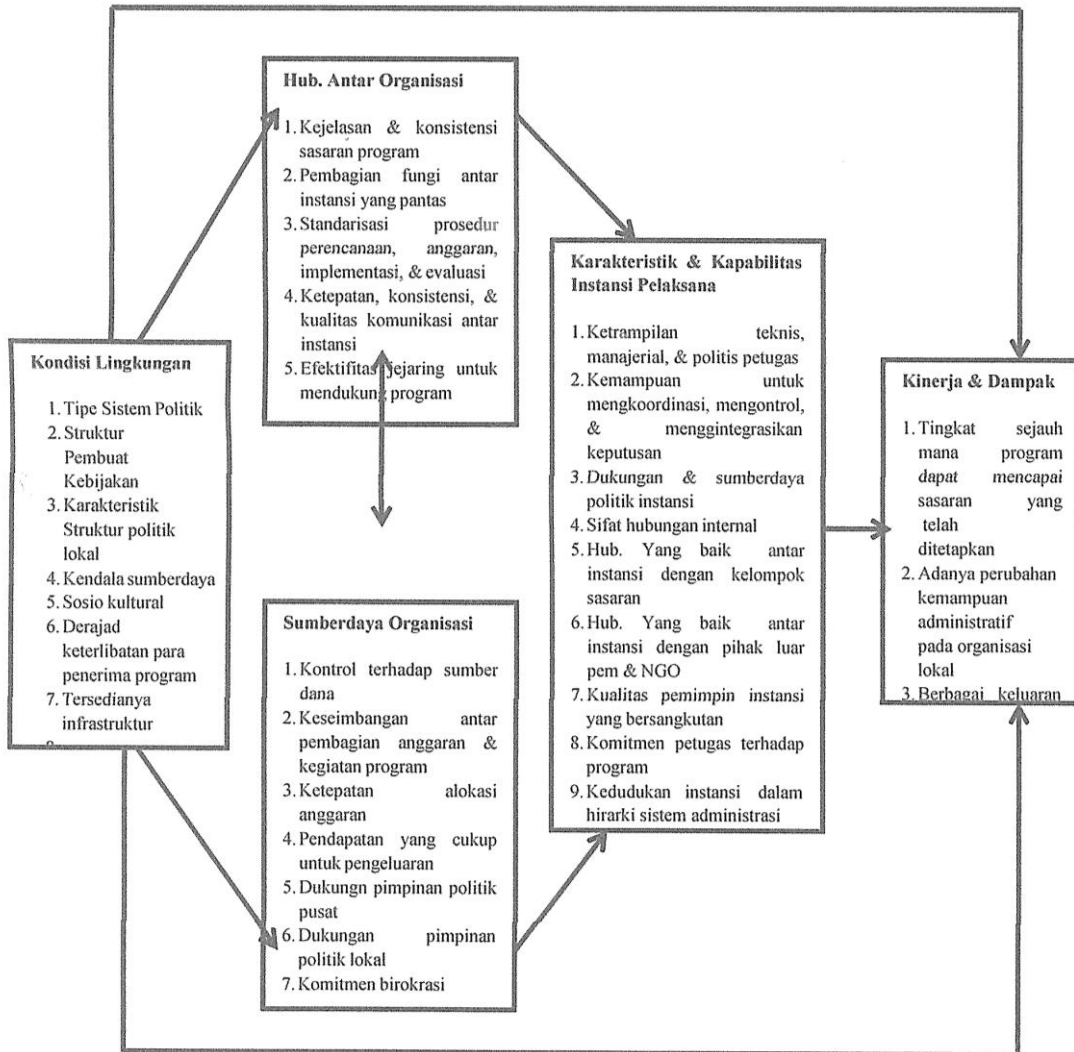 Hub. Antar Organisasi
1. Kejelasan & konsistensi
sasaran program
2. Pembagian fungi antar
instansi yang pantas
3. Standarisasi prosedur
perencanaan, anggaran,
implementasi, & evaluasi
4. Ketepatan, konsistensi, &
kualitas komunikasi antar
instansi
5. Efektifitas jejaring untuk
mendukung program
Kondisi Lingkungan
1. Tipe Sistem Politik
2. Struktur
Pembuat
Kebijakan
3. Karakteristik
Struktur politik
lokal
4. Kendala sumberdaya
5. Sosio kultural
6. Derajad
keterlibatan para
penerima program
7. Tersedianya
infrastruktur
Sumberdaya Organisasi
1. Kontrol terhadap sumber
dana
2. Keseimbangan antar
pembagian anggaran &
kegiatan program
3. Ketepatan alokasi
anggaran
4. Pendapatan yang cukup
untuk pengeluaran
5. Dukungn pimpinan politik
pusat
6. Dukungan pimpinan
politik lokal
7. Komitmen birokrasi
Karakteristik & Kapabilitas
Instansi Pelaksana
1. Ketrampilan teknis,
manajerial, & politis petugas
2. Kemampuan untuk
mengkoordinasi, mengontrol,
& menggintegrasikan
keputusan
3. Dukungan & sumberdaya
politik instansi
4. Sifat hubungan internal
5. Hub. Yang baik antar
instansi dengan kelompok
sasaran
6. Hub. Yang baik antar
instansi dengan pihak luar
pem & NGO
7. Kualitas pemimpin instansi
yang bersangkutan
8. Komitmen petugas terhadap
program
9. Kedudukan instansi dalam
hirarki sistem administrasi
Kinerja & Dampak
1. Tingkat sejauh
mana program
dapat mencapai
sasaran yang
telah
ditetapkan
2. Adanya perubahan
kemampuan
administratif
pada organisasi
lokal
3. Berbagai keluaran